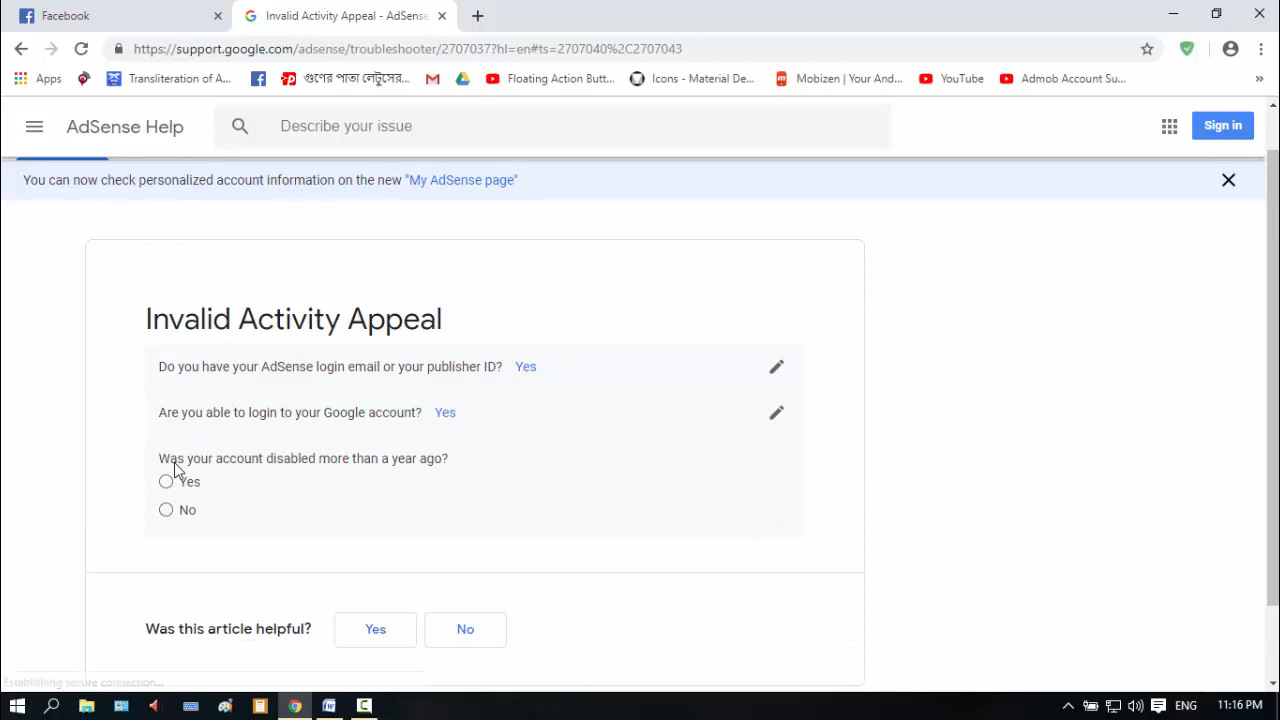 Facebook
Invalid Activity Appeal - AdSense
https://support.google.com/adsense/troubleshooter/2707037?hl=en#ts=2707040%2C2707043
Apps
Transliteration of A...
গুণের পাতা লেটুসের...
Floating Action Butt...
Icons - Material De...
Mobizen | Your And...
YouTube
Admob Account Su...
»
AdSense Help
Describe your issue
Sign in
You can now check personalized account information on the new "My AdSense page"
Invalid Activity Appeal
Do you have your AdSense login email or your publisher ID? Yes
Are you able to login to your Google account? Yes
Was your account disabled more than a year ago?
Yes
No
Was this article helpful? Yes No
Establishing secure connection...
ENG 11:16 PM